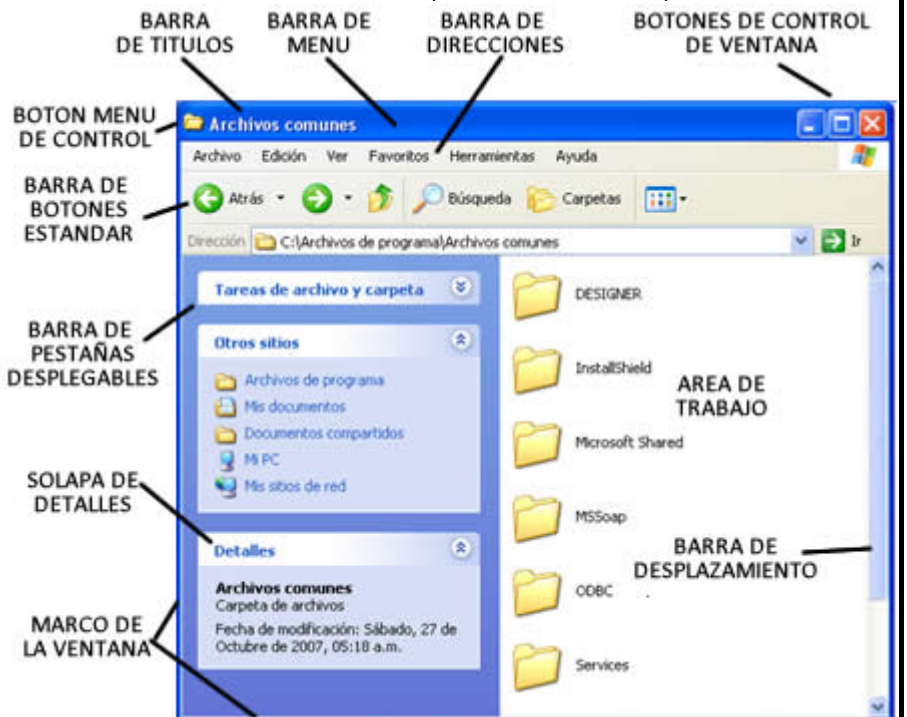 BARRA
DE TITULOS
BARRA DE
MENU
BARRA DE
DIRECCIONES
BOTONES DE CONTROL
DE VENTANA
BOTON MENU
DE CONTROL
Archivos comunes
Archivo Edición Ver Favoritos Herramientas Ayuda
BARRA DE
BOTONES
ESTANDAR
Atrás Búsqueda Carpetas
Dirección C:\Archivos de programa\Archivos comunes Ir
BARRA DE
PESTAÑAS
DESPLEGABLES
Tareas de archivo y carpeta
Otros sitios
Archivos de programa
Mis documentos
Documentos compartidos
Mi PC
Mis sitios de red
SOLAPA DE
DETALLES
Detalles
Archivos comunes
Carpeta de archivos
Fecha de modificación: Sábado, 27 de
Octubre de 2007, 05:18 a.m.
MARCO DE
LA VENTANA
DESIGNER
InstallShield
AREA DE
TRABAJO
Microsoft Shared
MSSoap
BARRA DE
DESPLAZAMIENTO
ODBC
Services